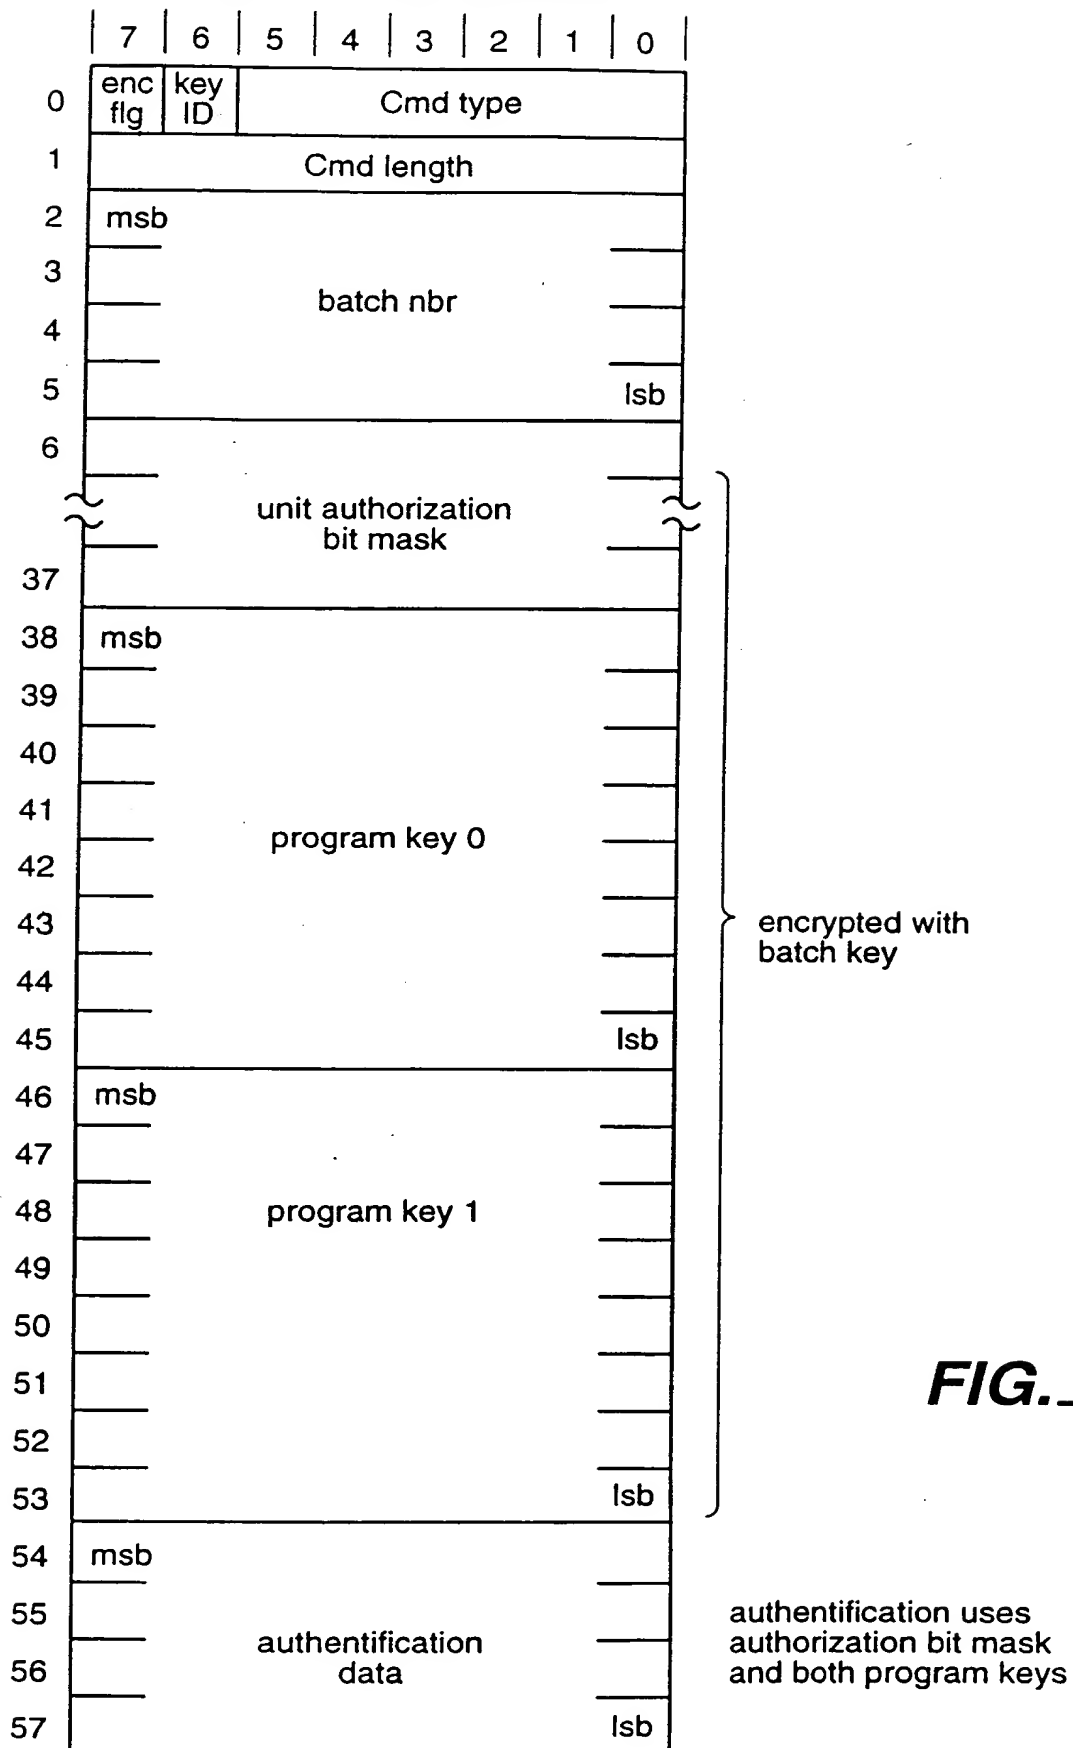 7 6 5 4 3 2 1 0
0 enc flg key ID Cmd type
1 Cmd length
2 msb
3
batch nbr
4
5 lsb
6
unit authorization
bit mask
37
38 msb
39
40
41
program key 0
42
43
encrypted with
batch key
44
45 lsb
46 msb
47
48 program key 1
49
50
51
FIG._
52
53 lsb
54 msb
55
authentification
data
56
57 lsb
authentification uses
authorization bit mask
and both program keys